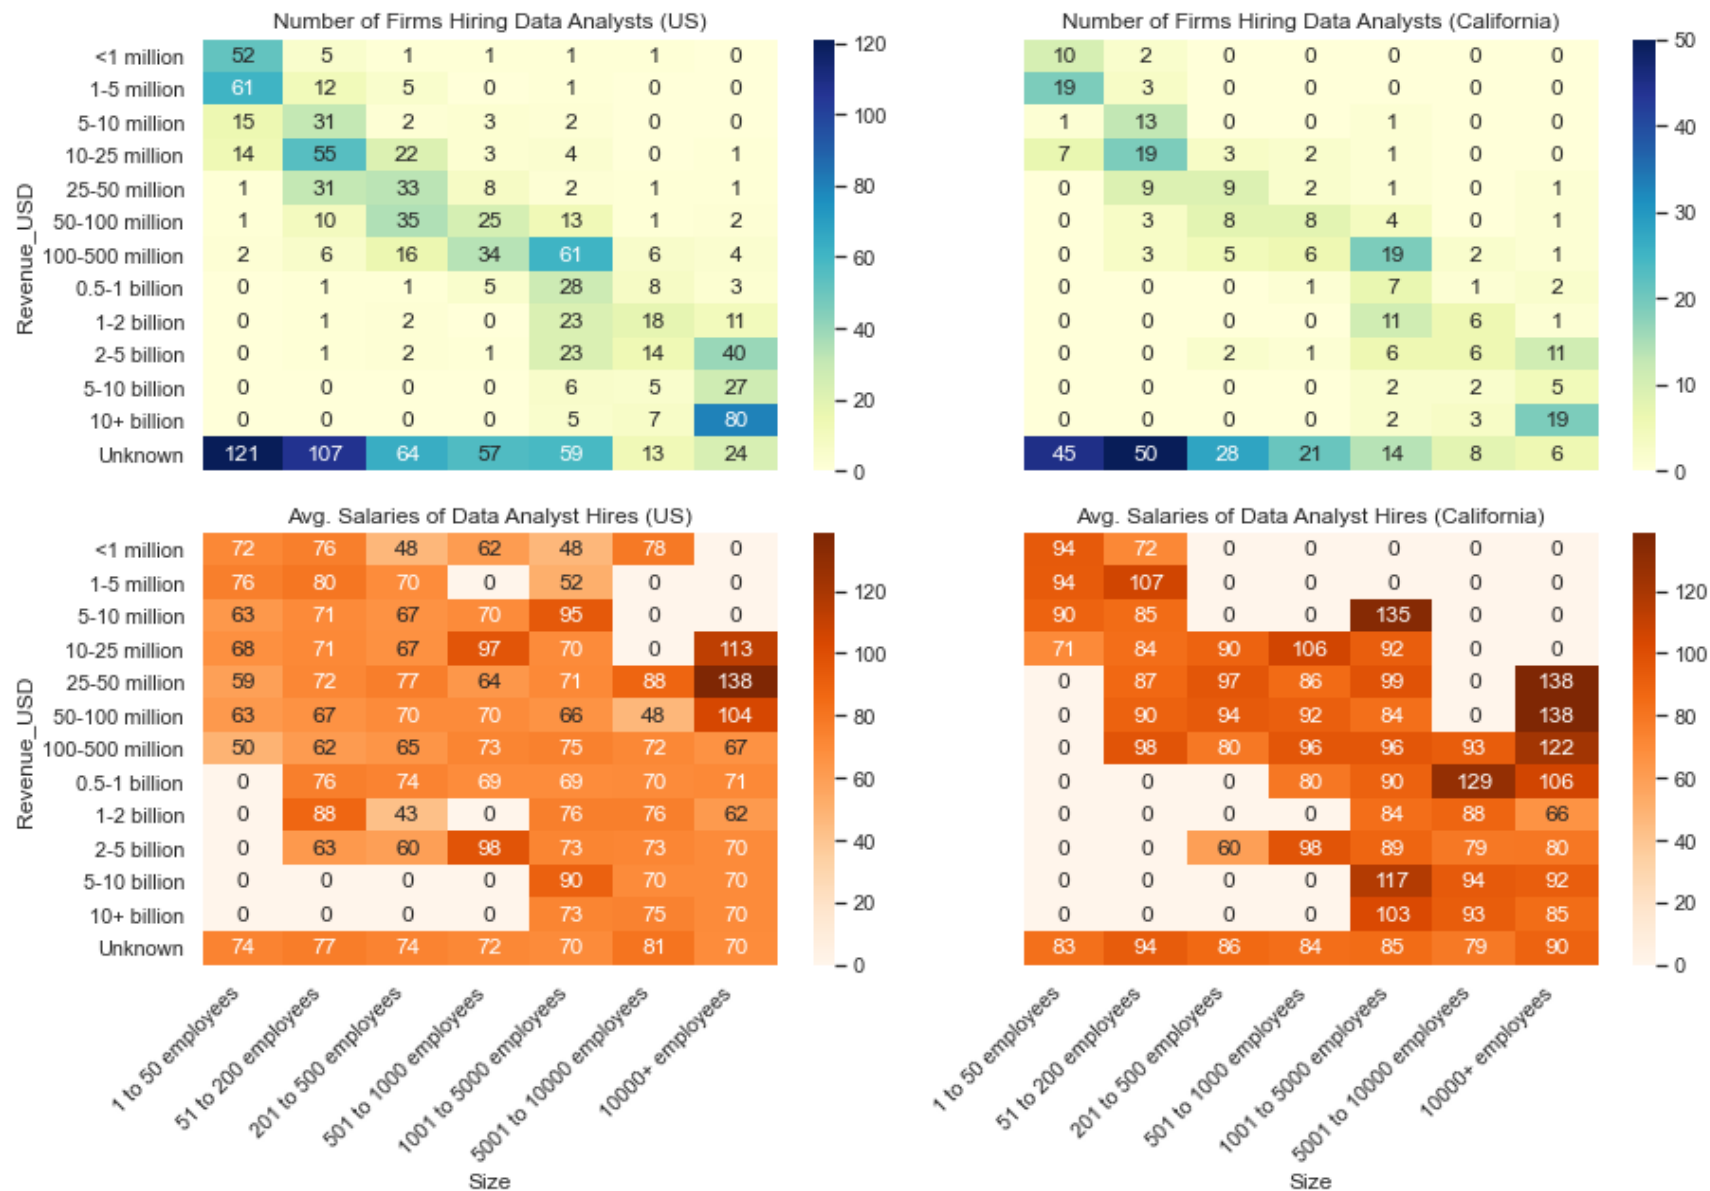 Number of Firms Hiring Data Analysts (US)
Revenue_USD
<1 million 52 5 1 1 1 1 0
1-5 million 61 12 5 0 1 0 0
5-10 million 15 31 2 3 2 0 0
10-25 million 14 55 22 3 4 0 1
25-50 million 1 31 33 8 2 1 1
50-100 million 1 10 35 25 13 1 2
100-500 million 2 6 16 34 61 6 4
0.5-1 billion 0 1 1 5 28 8 3
1-2 billion 0 1 2 0 23 18 11
2-5 billion 0 1 2 1 23 14 40
5-10 billion 0 0 0 0 6 5 27
10+ billion 0 0 0 0 5 7 80
Unknown 121 107 64 57 59 13 24
120
100
80
60
40
20
0
Number of Firms Hiring Data Analysts (California)
10 2 0 0 0 0 0
19 3 0 0 0 0 0
1 13 0 0 1 0 0
7 19 3 2 1 0 0
0 9 9 2 1 0 1
0 3 8 8 4 0 1
0 3 5 6 19 2 1
0 0 0 1 7 1 2
0 0 0 0 11 6 1
0 0 2 1 6 6 11
0 0 0 0 2 2 5
0 0 0 0 2 3 19
45 50 28 21 14 8 6
50
40
30
20
10
0
Avg. Salaries of Data Analyst Hires (US)
Revenue_USD
<1 million 72 76 48 62 48 78 0
1-5 million 76 80 70 0 52 0 0
5-10 million 63 71 67 70 95 0 0
10-25 million 68 71 67 97 70 0 113
25-50 million 59 72 77 64 71 88 138
50-100 million 63 67 70 70 66 48 104
100-500 million 50 62 65 73 75 72 67
0.5-1 billion 0 76 74 69 69 70 71
1-2 billion 0 88 43 0 76 76 62
2-5 billion 0 63 60 98 73 73 70
5-10 billion 0 0 0 0 90 70 70
10+ billion 0 0 0 0 73 75 70
Unknown 74 77 74 72 70 81 70
120
100
80
60
40
20
0
1 to 50 employees
51 to 200 employees
201 to 500 employees
501 to 1000 employees
1001 to 5000 employees
5001 to 10000 employees
10000+ employees
Size
Avg. Salaries of Data Analyst Hires (California)
94 72 0 0 0 0 0
94 107 0 0 0 0 0
90 85 0 0 135 0 0
71 84 90 106 92 0 0
0 87 97 86 99 0 138
0 90 94 92 84 0 138
0 98 80 96 96 93 122
0 0 0 80 90 129 106
0 0 0 0 84 88 66
0 0 60 98 89 79 80
0 0 0 0 117 94 92
0 0 0 0 103 93 85
83 94 86 84 85 79 90
120
100
80
60
40
20
0
1 to 50 employees
51 to 200 employees
201 to 500 employees
501 to 1000 employees
1001 to 5000 employees
5001 to 10000 employees
10000+ employees
Size